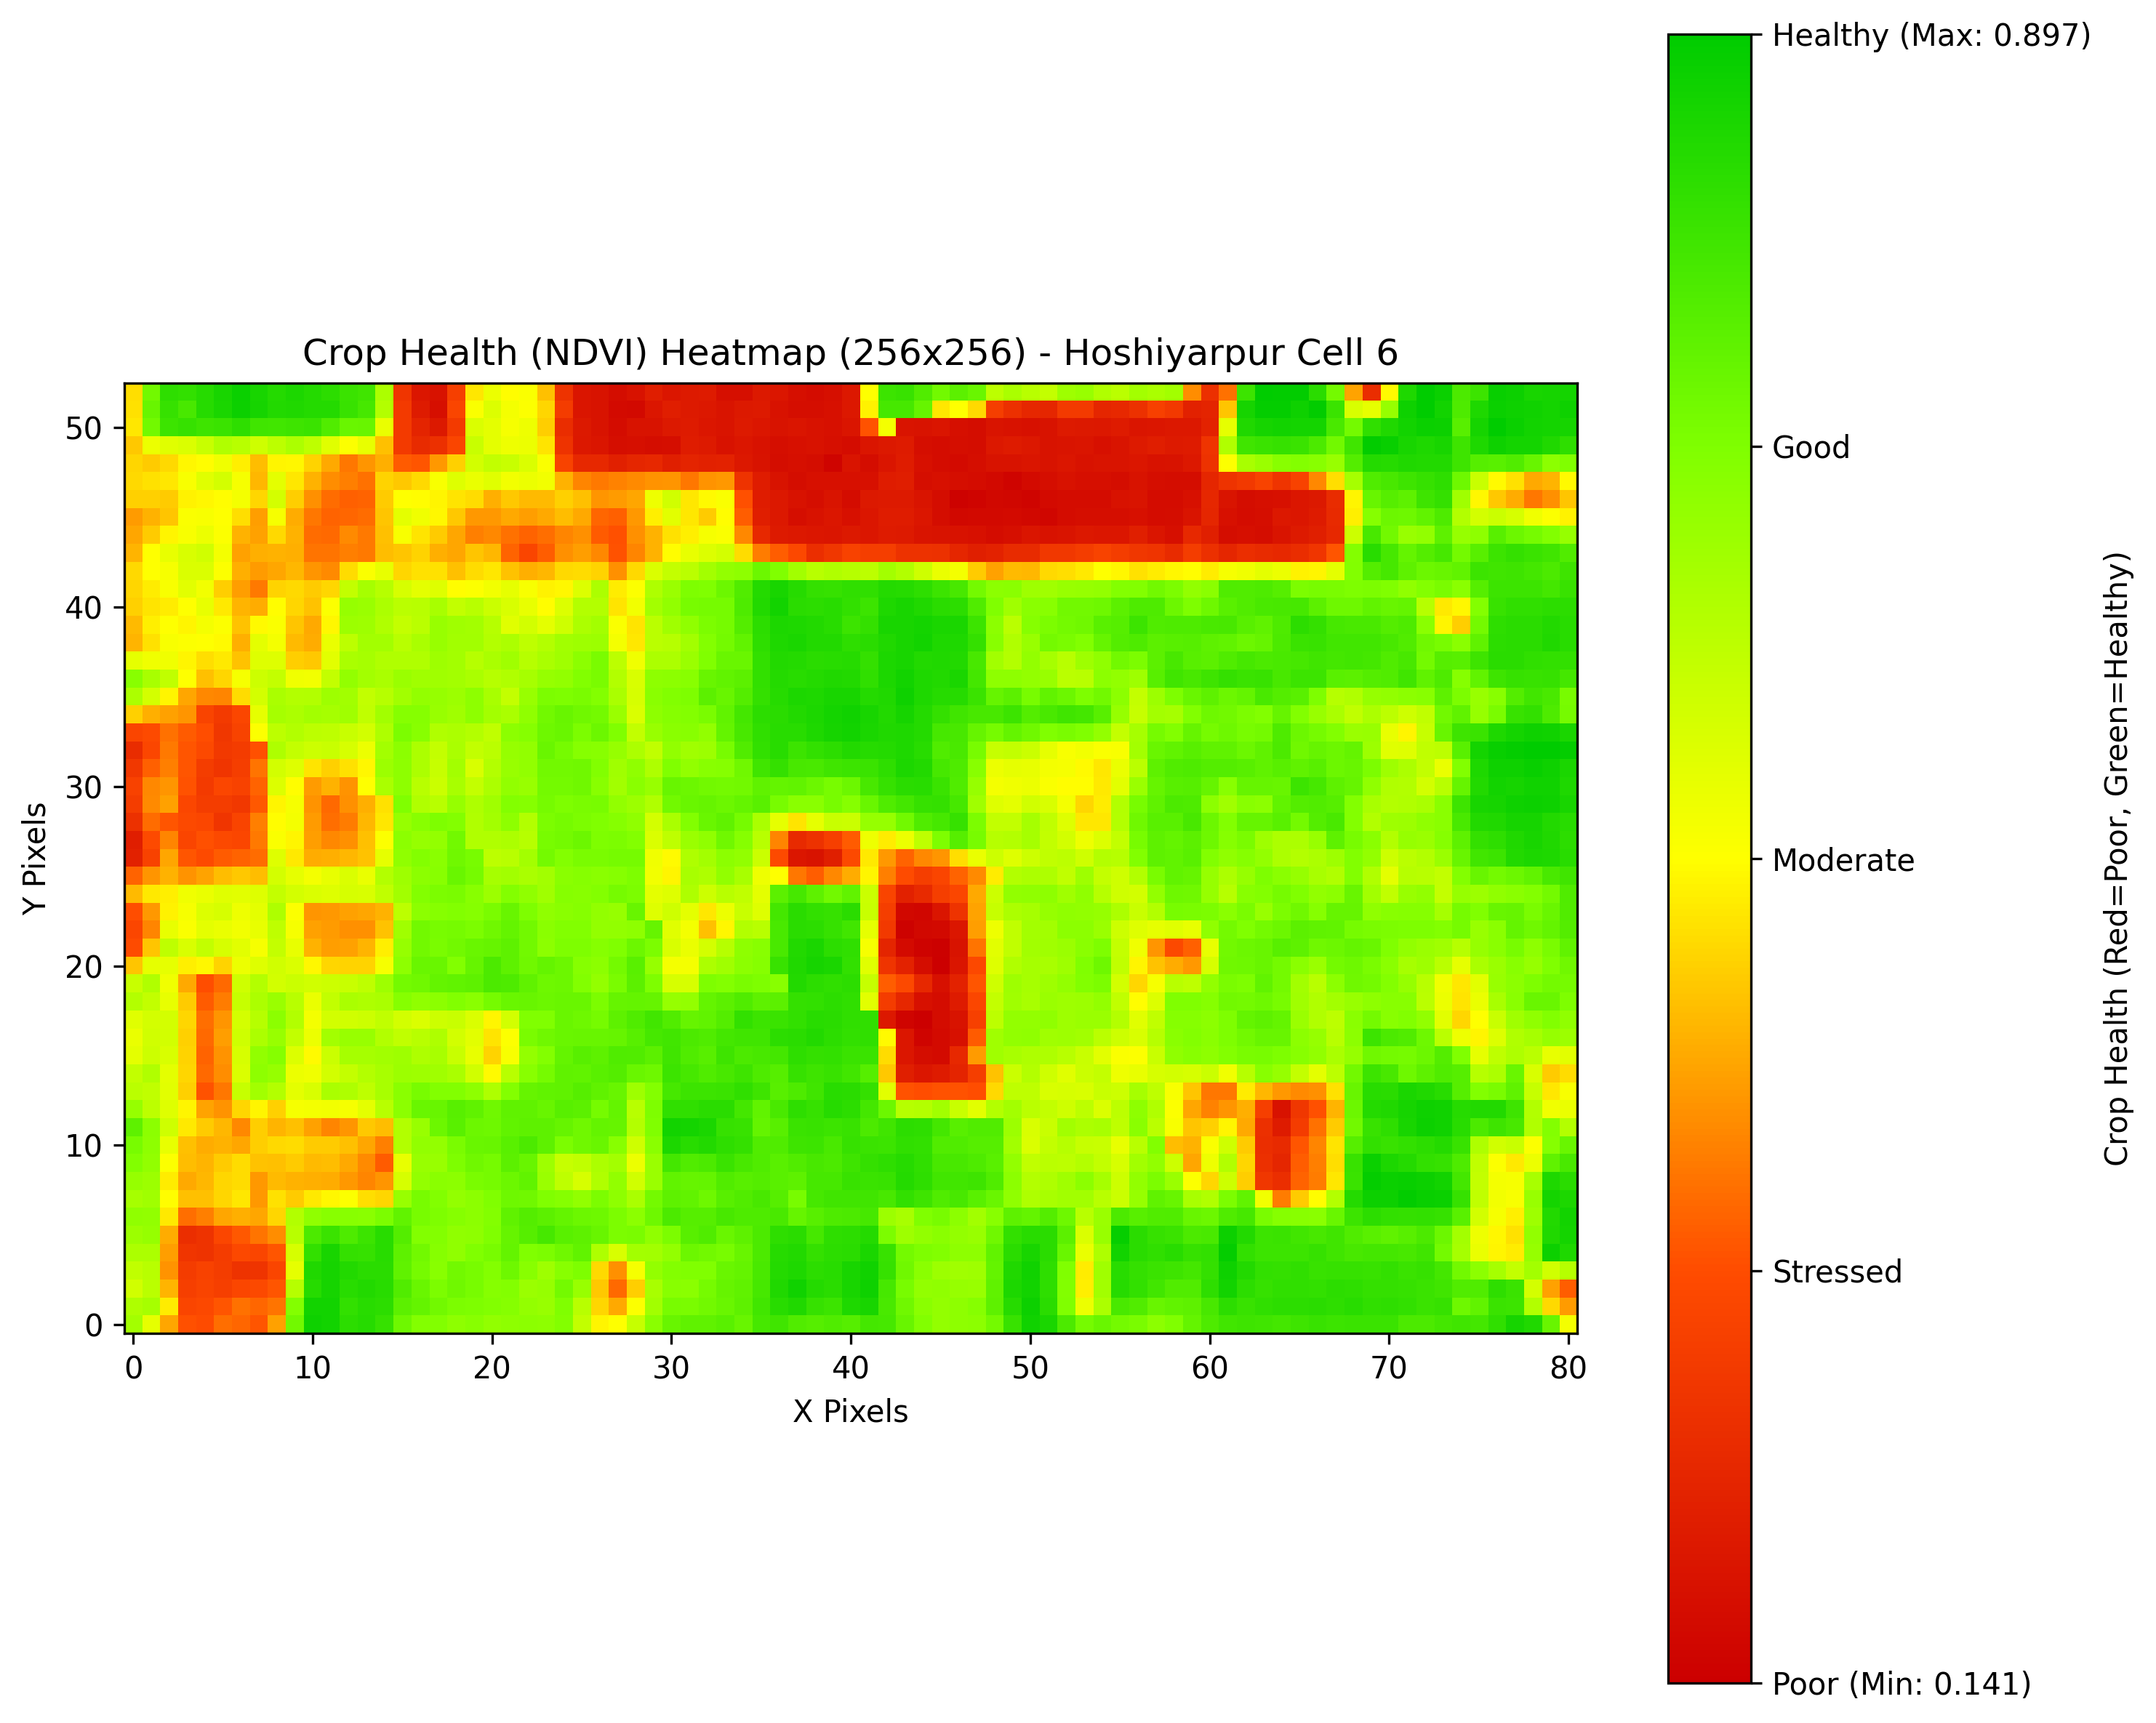 Crop Health (NDVI) Heatmap (256x256) - Hoshiyarpur Cell 6
50
40
30
20
10
0
Y Pixels
0 10 20 30 40 50 60 70 80
X Pixels
Healthy (Max: 0.897)
Good
Moderate
Stressed
Poor (Min: 0.141)
Crop Health (Red=Poor, Green=Healthy)